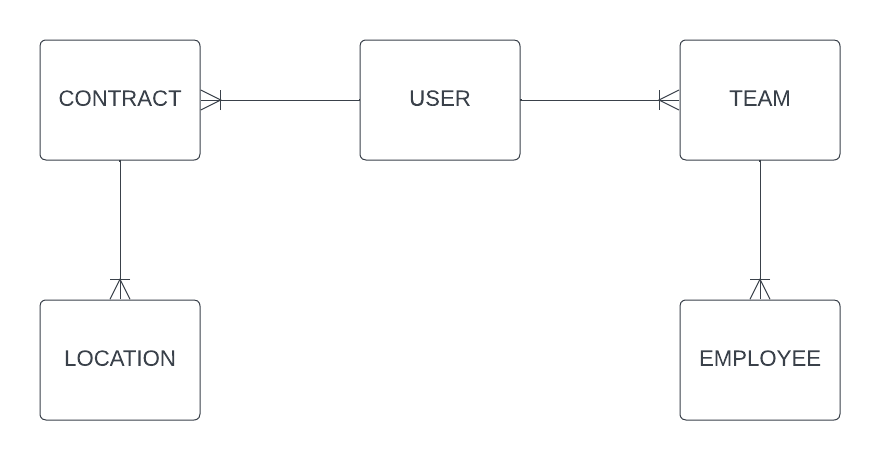 CONTRACT
USER
TEAM
LOCATION
EMPLOYEE